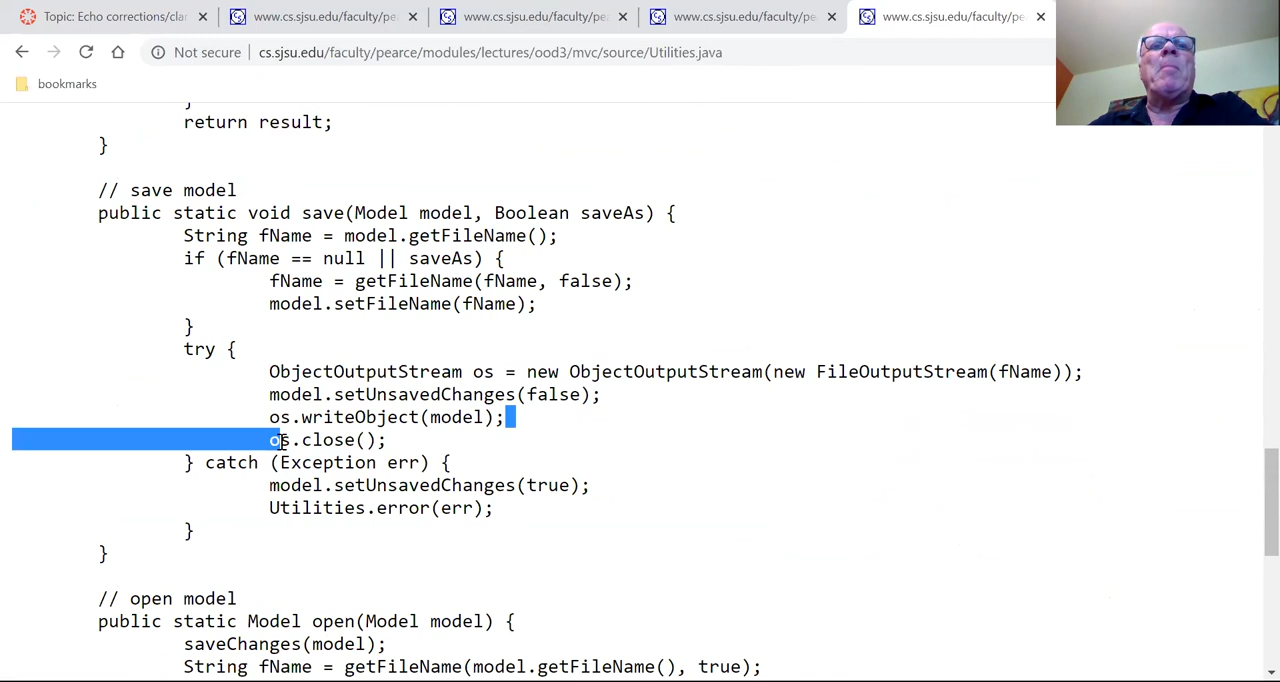 Topic: Echo corrections/clar
www.cs.sjsu.edu/faculty/pe
www.cs.sjsu.edu/faculty/pe
www.cs.sjsu.edu/faculty/pe
www.cs.sjsu.edu/faculty/pe
Not secure
cs.sjsu.edu/faculty/pearce/modules/lectures/ood3/mvc/source/Utilities.java
bookmarks
}
return result;
}
// save model
public static void save(Model model, Boolean saveAs) {
String fName = model.getFileName();
if (fName == null || saveAs) {
fName = getFileName(fName, false);
model.setFileName(fName);
}
try {
ObjectOutputStream os = new ObjectOutputStream(new FileOutputStream(fName));
model.setUnsavedChanges(false);
os.writeObject(model);
os.close();
} catch (Exception err) {
model.setUnsavedChanges(true);
Utilities.error(err);
}
}
// open model
public static Model open(Model model) {
saveChanges(model);
String fName = getFileName(model.getFileName(), true);